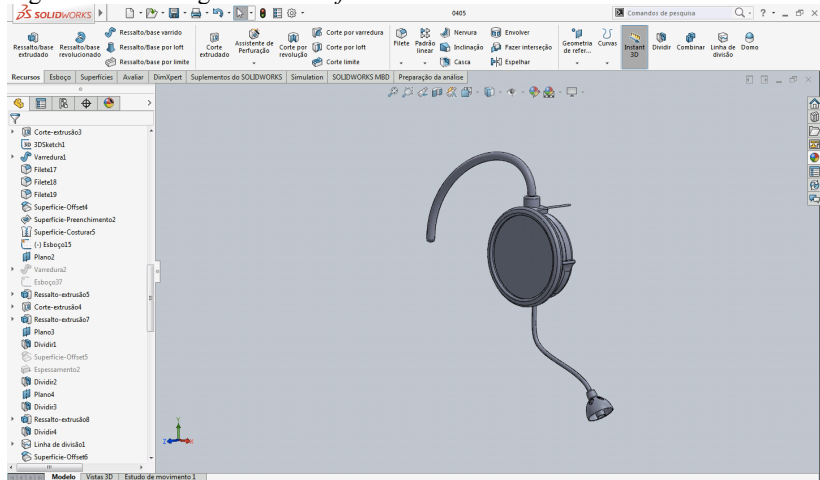 SOLIDWORKS
0405
Comandos de pesquisa
Ressalto/base extrudado
Ressalto/base revolucionado
Ressalto/Base varrido
Ressalto/Base por loft
Ressalto/Base por limite
Corte extrudado
Assistente de Perfuração
Corte por revolução
Corte por varredura
Corte por loft
Corte limite
Filete
Padrão linear
Nervura
Inclinação
Casca
Envolver
Fazer interseção
Espelhar
Geometria de refer...
Curvas
Instant 3D
Dividir
Combinar
Linha de divisão
Domo
Recursos Esboço Superfícies Avaliar DimXpert Suplementos do SOLIDWORKS Simulation SOLIDWORKS MBD Preparação da análise
Corte-extrusão3
3D 3DSketch1
Varredura1
Filete17
Filete18
Filete19
Superfície-Offset4
Superfície-Preenchimento2
Superfície-Costurar5
(-) Esboço15
Plano2
Varredura2
Esboço37
Ressalto-extrusão5
Corte-extrusão4
Ressalto-extrusão7
Plano3
Dividir1
Superfície-Offset5
Espessamento2
Dividir2
Plano4
Dividir3
Ressalto-extrusão8
Dividir4
Linha de divisão1
Superfície-Offset6
Y
Z X
Modelo Vistas 3D Estudo de movimento 1